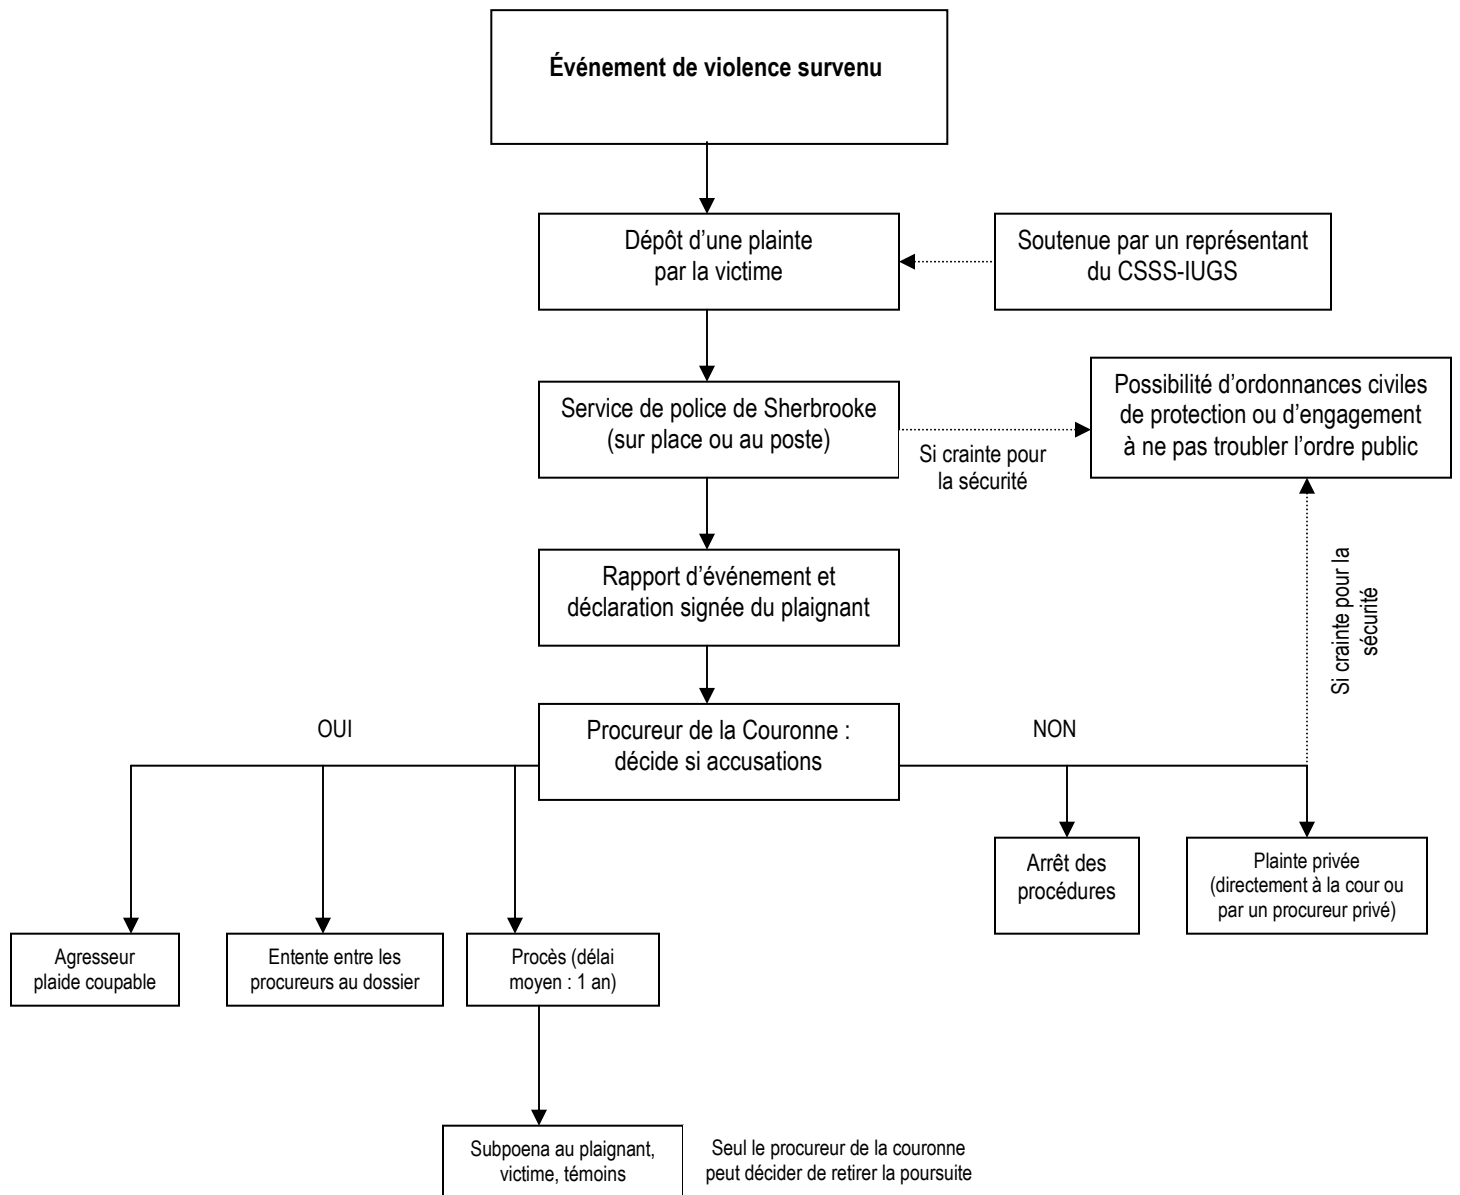 Événement de violence survenu
Dépôt d’une plainte
par la victime
Soutenue par un représentant
du CSSS-IUGS
Service de police de Sherbrooke
(sur place ou au poste)
Si crainte pour
la sécurité
Possibilité d’ordonnances civiles
de protection ou d’engagement
à ne pas troubler l’ordre public
Rapport d’événement et
déclaration signée du plaignant
Si crainte pour la
sécurité
OUI
Procureur de la Couronne :
décide si accusations
NON
Agresseur
plaide coupable
Entente entre les
procureurs au dossier
Procès (délai
moyen : 1 an)
Arrêt des
procédures
Plainte privée
(directement à la cour ou
par un procureur privé)
Subpoena au plaignant,
victime, témoins
Seul le procureur de la couronne
peut décider de retirer la poursuite